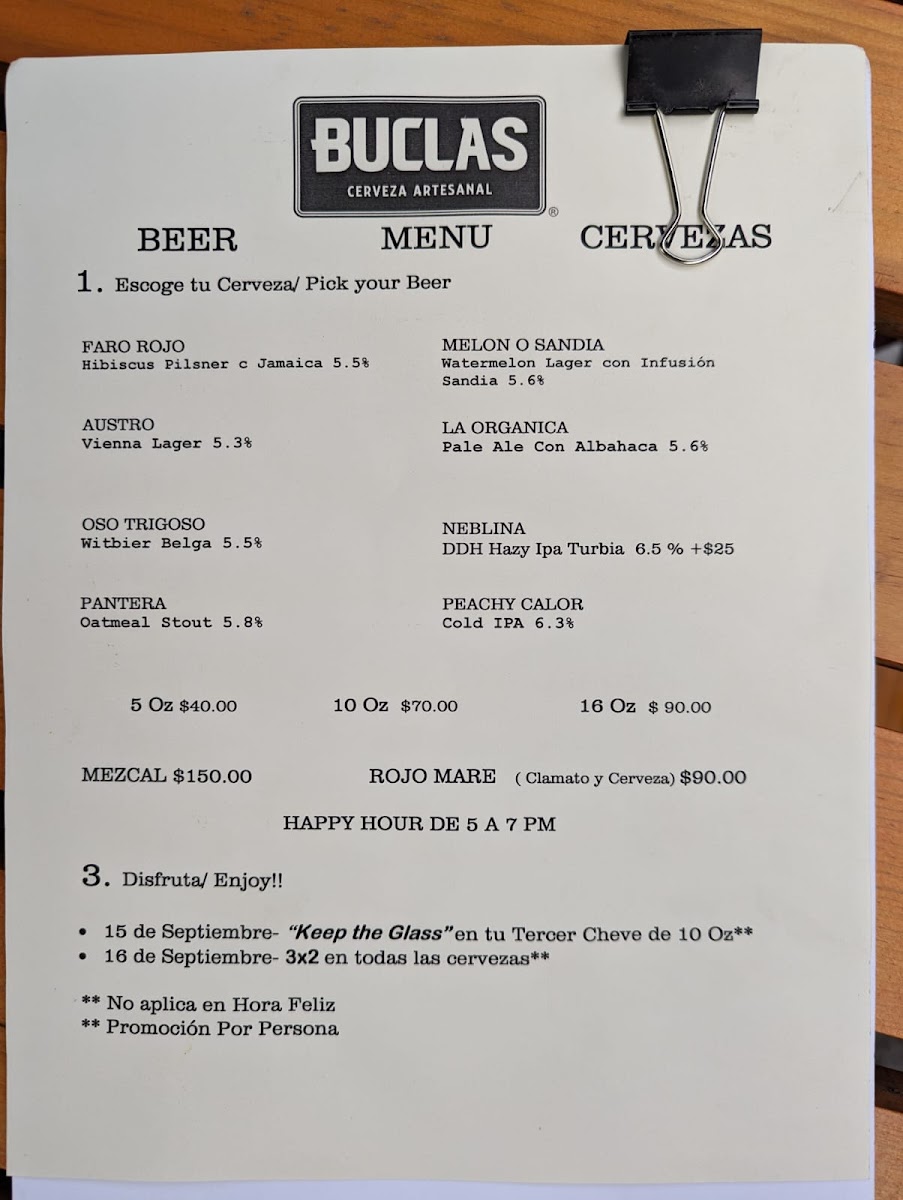 BUCLAS
CERVEZA ARTESANAL
®
BEER MENU CERVEZAS
1. Escoge tu Cerveza/ Pick your Beer
FARO ROJO
Hibiscus Pilsner c Jamaica 5.5%
MELON O SANDIA
Watermelon Lager con Infusión
Sandia 5.6%
AUSTRO
Vienna Lager 5.3%
LA ORGANICA
Pale Ale Con Albahaca 5.6%
OSO TRIGOSO
Witbier Belga 5.5%
NEBLINA
DDH Hazy Ipa Turbia 6.5 % +$25
PANTERA
Oatmeal Stout 5.8%
PEACHY CALOR
Cold IPA 6.3%
5 Oz $40.00 10 Oz $70.00 16 Oz $ 90.00
MEZCAL $150.00 ROJO MARE ( Clamato y Cerveza) $90.00
HAPPY HOUR DE 5 A 7 PM
3. Disfruta/ Enjoy!!
• 15 de Septiembre- “Keep the Glass” en tu Tercer Cheve de 10 Oz**
• 16 de Septiembre- 3x2 en todas las cervezas**
** No aplica en Hora Feliz
** Promoción Por Persona